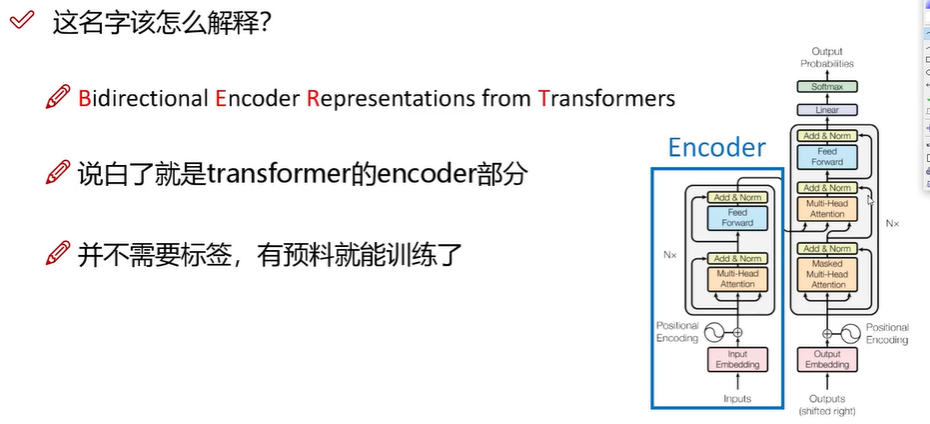 这名字该怎么解释?
Bidirectional Encoder Representations from Transformers
说白了就是transformer的encoder部分
并不需要标签，有预料就能训练了
Encoder
Add & Norm
Feed
Forward
Nx
Add & Norm
Multi-Head
Attention
Positional
Encoding
Input
Embedding
Inputs
Output
Probabilities
Softmax
Linear
Add & Norm
Feed
Forward
Add & Norm
Multi-Head
Attention
Nx
Add & Norm
Masked
Multi-Head
Attention
Positional
Encoding
Output
Embedding
Outputs
(shifted right)